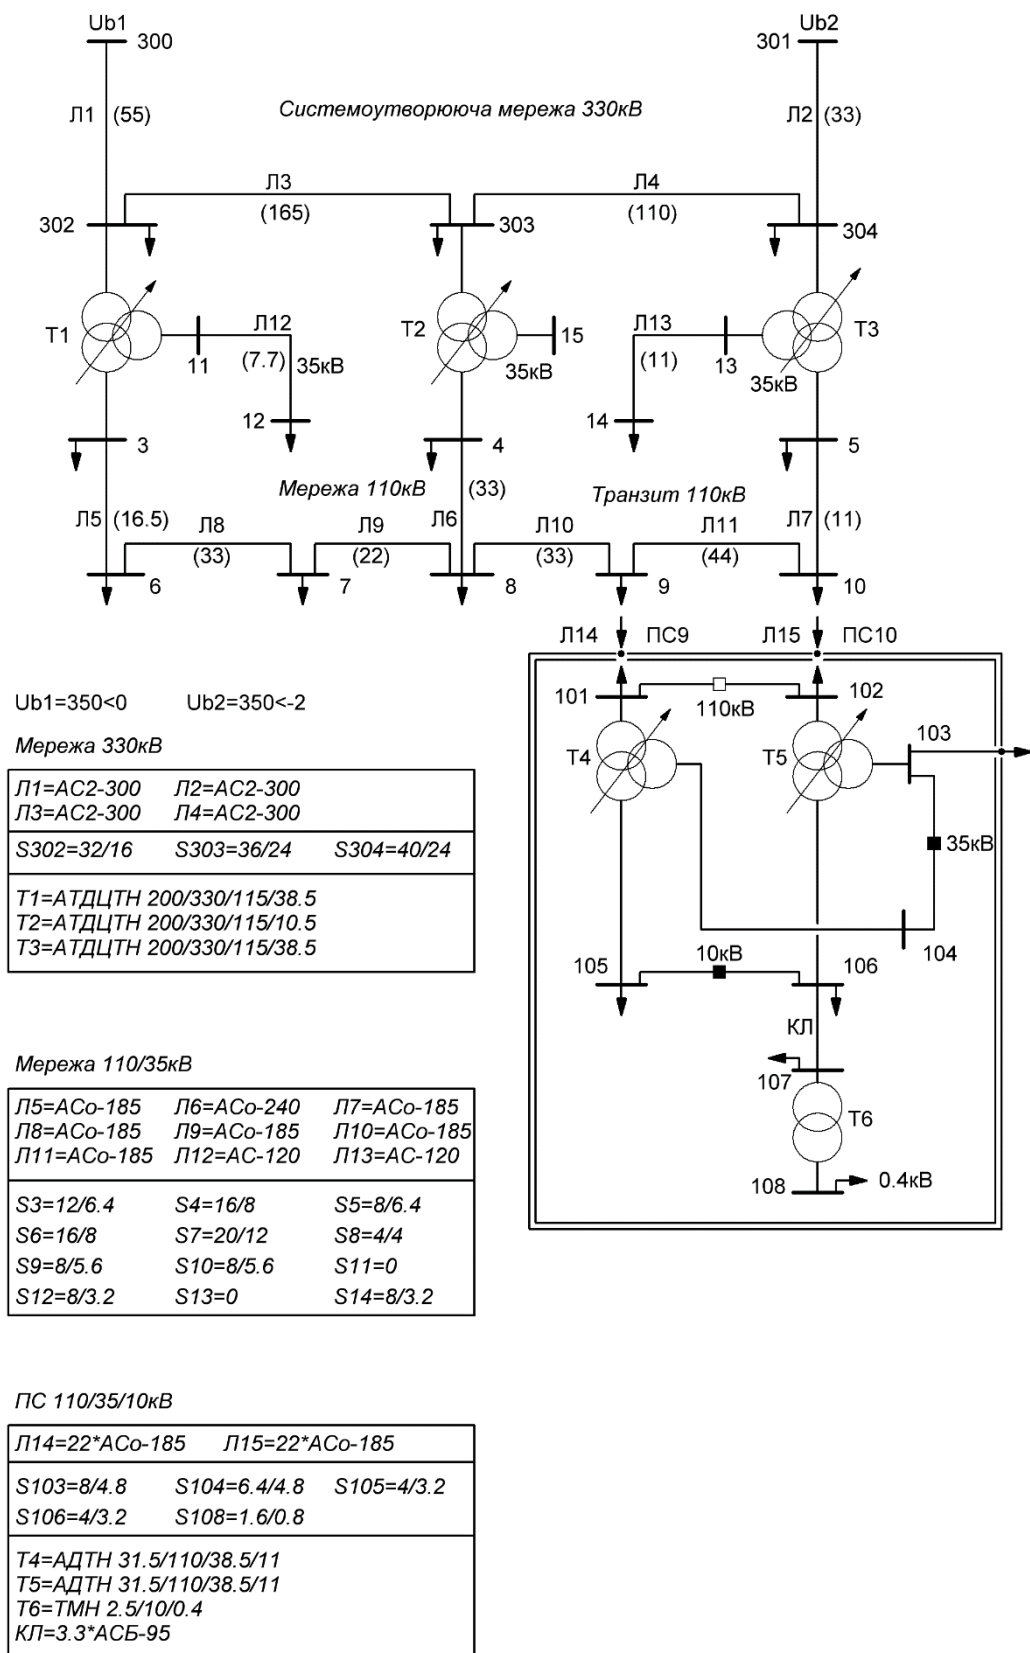 Ub1
300
Ub2
301
Л1 (55)
Системоутворююча мережа 330кВ
Л2 (33)
Л3
(165)
Л4
(110)
302
303
304
Т1
Л12
(7.7)
11
35кВ
12
Т2
15
35кВ
Л13
(11)
13
35кВ
Т3
14
3
4
5
Мережа 110кВ
(33)
Транзит 110кВ
Л5 (16.5)
Л8
(33)
Л9
(22)
Л6
Л10
(33)
Л11
(44)
Л7 (11)
6
7
8
9
10
Л14 ПС9
Л15 ПС10
101
110кВ
102
103
Т4
Т5
35кВ
104
105
10кВ
106
КЛ
107
Т6
108
0.4кВ
Ub1=350<0 Ub2=350<-2
Мережа 330кВ
Л1=АС2-300 Л2=АС2-300
Л3=АС2-300 Л4=АС2-300
S302=32/16 S303=36/24 S304=40/24
Т1=АТДЦТН 200/330/115/38.5
Т2=АТДЦТН 200/330/115/10.5
Т3=АТДЦТН 200/330/115/38.5
Мережа 110/35кВ
Л5=АСо-185 Л6=АСо-240 Л7=АСо-185
Л8=АСо-185 Л9=АСо-185 Л10=АСо-185
Л11=АСо-185 Л12=АС-120 Л13=АС-120
S3=12/6.4 S4=16/8 S5=8/6.4
S6=16/8 S7=20/12 S8=4/4
S9=8/5.6 S10=8/5.6 S11=0
S12=8/3.2 S13=0 S14=8/3.2
ПС 110/35/10кВ
Л14=22*АСо-185 Л15=22*АСо-185
S103=8/4.8 S104=6.4/4.8 S105=4/3.2
S106=4/3.2 S108=1.6/0.8
Т4=АДТН 31.5/110/38.5/11
Т5=АДТН 31.5/110/38.5/11
Т6=ТМН 2.5/10/0.4
КЛ=3.3*АСБ-95